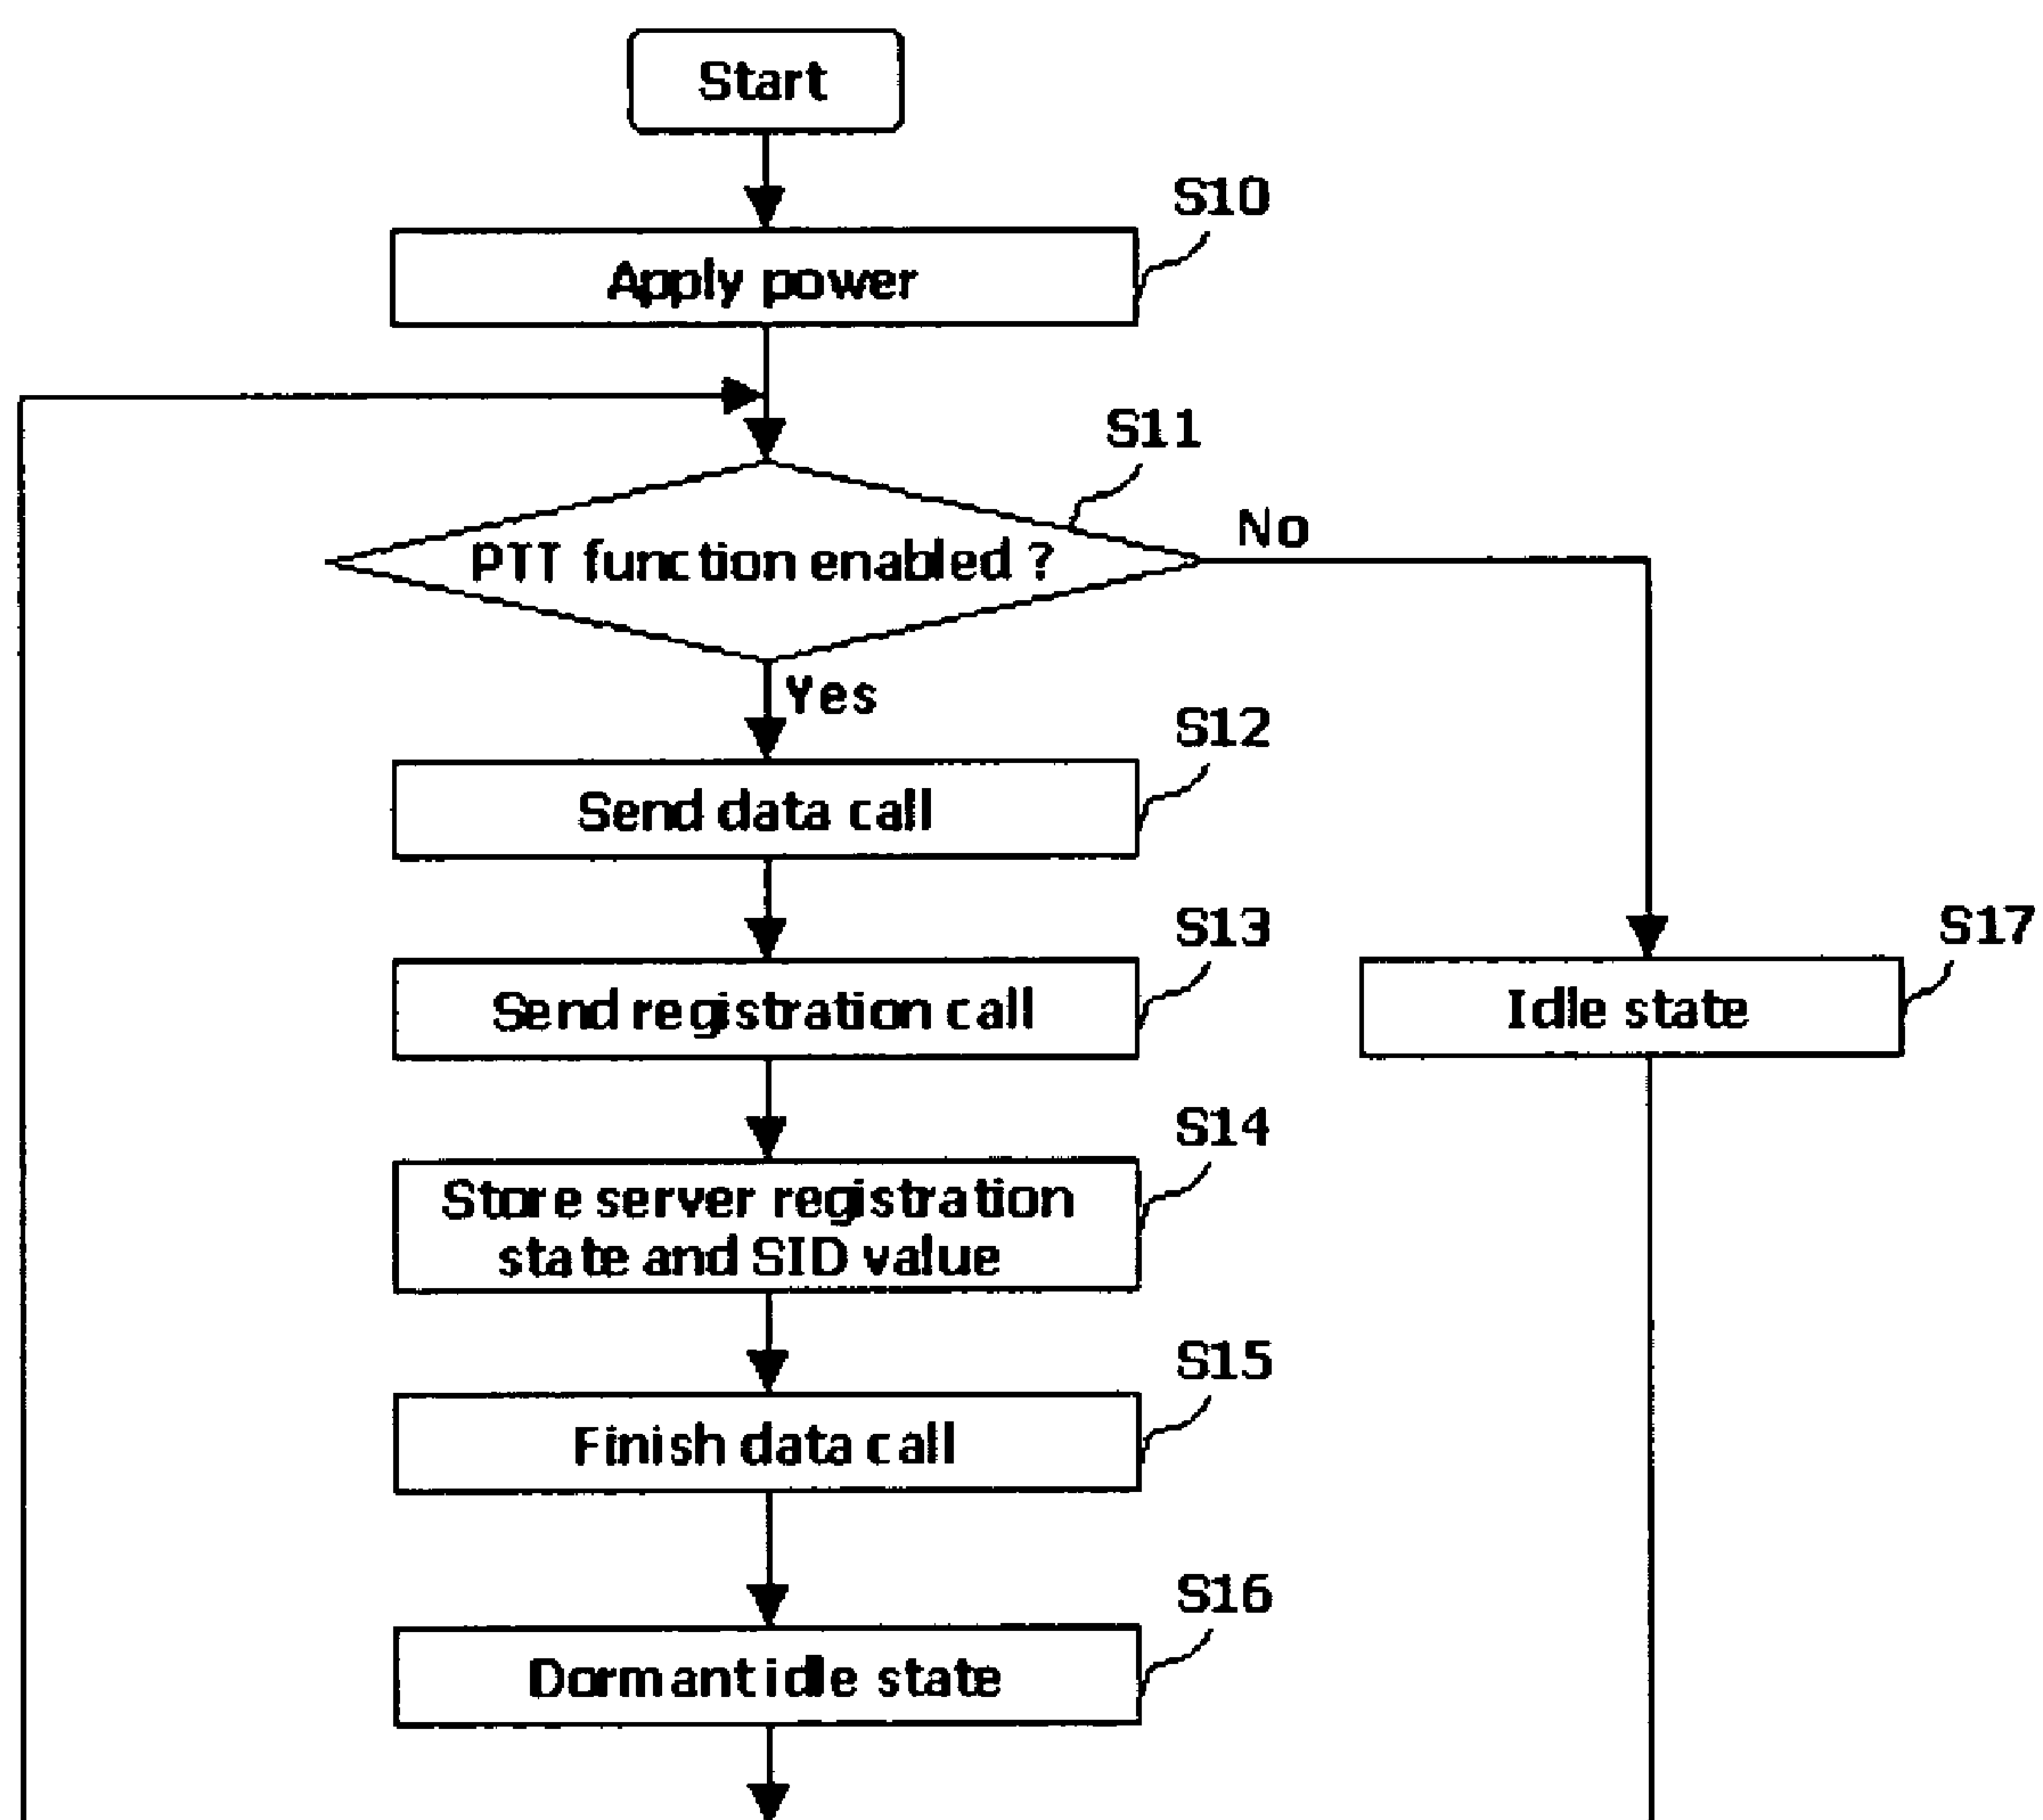 Start
S10
Apply power
S11
PTT function enabled ?
No
Yes
S12
Send data call
S13
Send registration call
S17
Idle state
S14
Store server registration
state and SID value
S15
Finish data call
S16
Dormant idle state